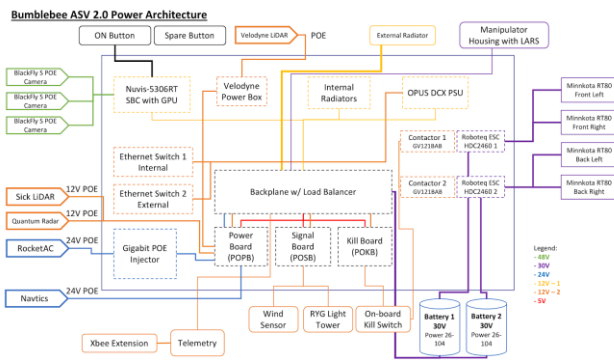 Bumblebee ASV 2.0 Power Architecture
ON Button
Spare Button
Velodyne LiDAR
POE
External Radiator
Manipulator
Housing with LARS
BlackFly S POE
Camera
BlackFly S POE
Camera
BlackFly S POE
Camera
Nuvis-5306RT
SBC with GPU
Velodyne
Power Box
Internal
Radiators
OPUS DCX PSU
Minnkota RT80
Front Left
Minnkota RT80
Front Right
Minnkota RT80
Back Left
Minnkota RT80
Back Right
Contactor 1
GV121BAB
Roboteq ESC
HDC2460 1
Contactor 2
GV121BAB
Roboteq ESC
HDC2460 2
Ethernet Switch 1
Internal
Ethernet Switch 2
External
Backplane w/ Load Balancer
Sick LiDAR
12V POE
Quantum Radar
12V POE
RocketAC
24V POE
Gigabit POE
Injector
Power
Board
(POPB)
Signal
Board
(POSB)
Kill Board
(POKB)
Navtics
24V POE
Wind
Sensor
RYG Light
Tower
On-board
Kill Switch
Xbee Extension
Telemetry
Battery 1
30V
Power 26-
104
Battery 2
30V
Power 26-
104
Legend:
- 48V
- 30V
- 24V
- 12V – 1
- 12V – 2
- 5V